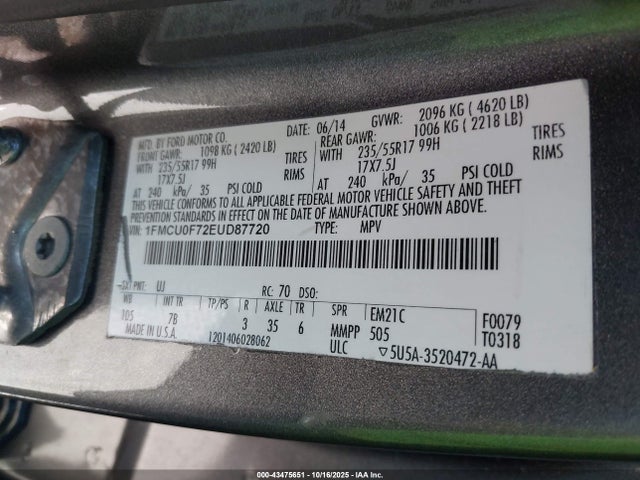 MFD. BY FORD MOTOR CO.
DATE: 06/14 GVWR: 2096 KG ( 4620 LB)
FRONT GAWR: 1098 KG ( 2420 LB) REAR GAWR: 1006 KG ( 2218 LB)
WITH 235/55R17 99H TIRES WITH 235/55R17 99H TIRES
17X7.5J RIMS 17X7.5J RIMS
AT 240 kPa/ 35 PSI COLD AT 240 kPa/ 35 PSI COLD
THIS VEHICLE CONFORMS TO ALL APPLICABLE FEDERAL MOTOR VEHICLE SAFETY AND THEFT
PREVENTION STANDARDS IN EFFECT ON THE DATE OF MANUFACTURE SHOWN ABOVE.
VIN: 1FMCU0F72EUD87720 TYPE: MPV
EXT PNT: UJ RC: 70 DSO:
WB INT TR TP/PS R AXLE TR SPR EM21C F0079
105 7B 3 35 6 MMPP 505 T0318
MADE IN U.S.A. 1201406028062 ULC 5U5A-3520472-AA
000-43475651 | 10/16/2025 | IAA Inc.